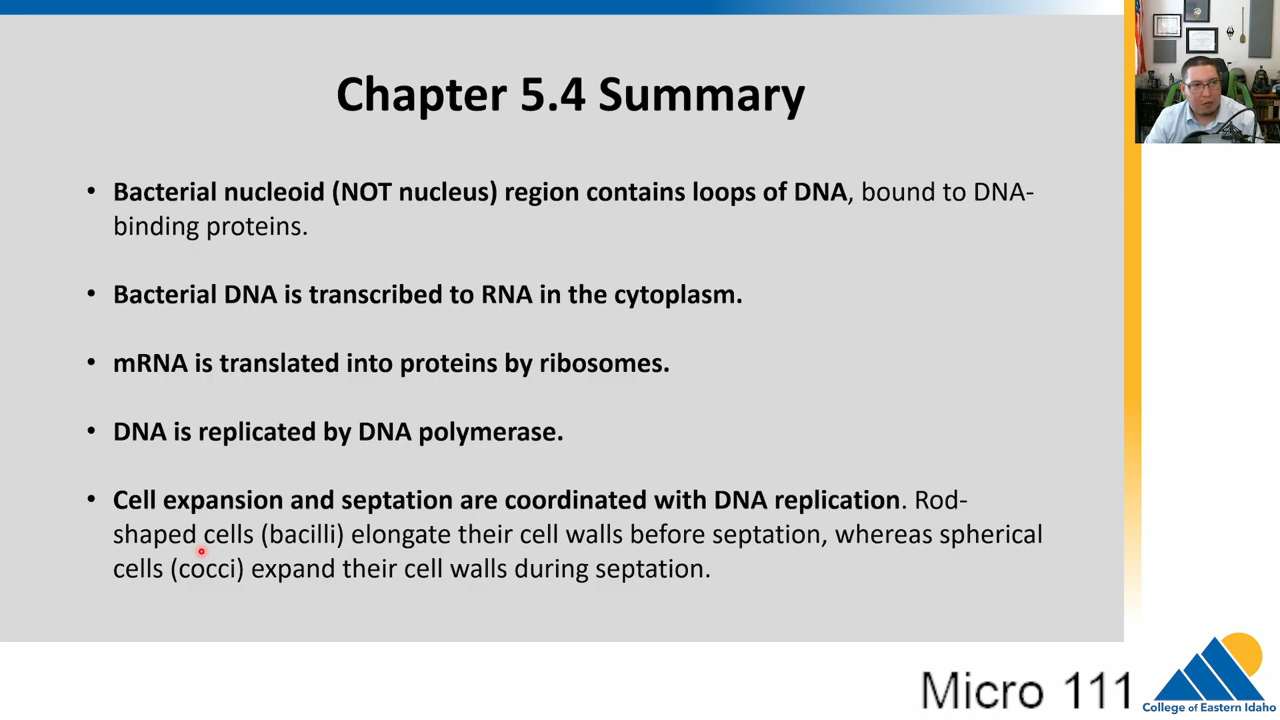 Chapter 5.4 Summary
• Bacterial nucleoid (NOT nucleus) region contains loops of DNA, bound to DNA-
binding proteins.
• Bacterial DNA is transcribed to RNA in the cytoplasm.
• mRNA is translated into proteins by ribosomes.
• DNA is replicated by DNA polymerase.
• Cell expansion and septation are coordinated with DNA replication. Rod-
shaped cells (bacilli) elongate their cell walls before septation, whereas spherical
cells (cocci) expand their cell walls during septation.
Micro 111
College of Eastern Idaho